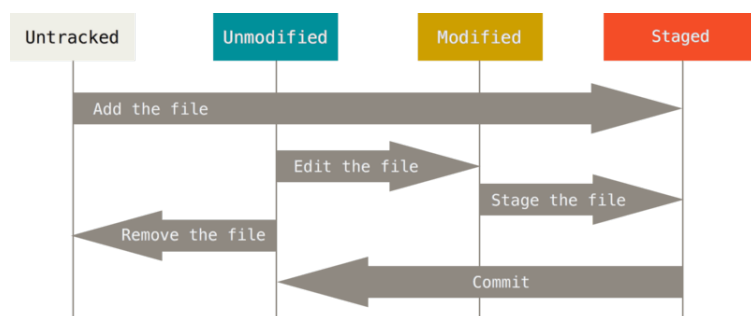 Untracked
Unmodified
Modified
Staged
Add the file
Edit the file
Stage the file
Remove the file
Commit